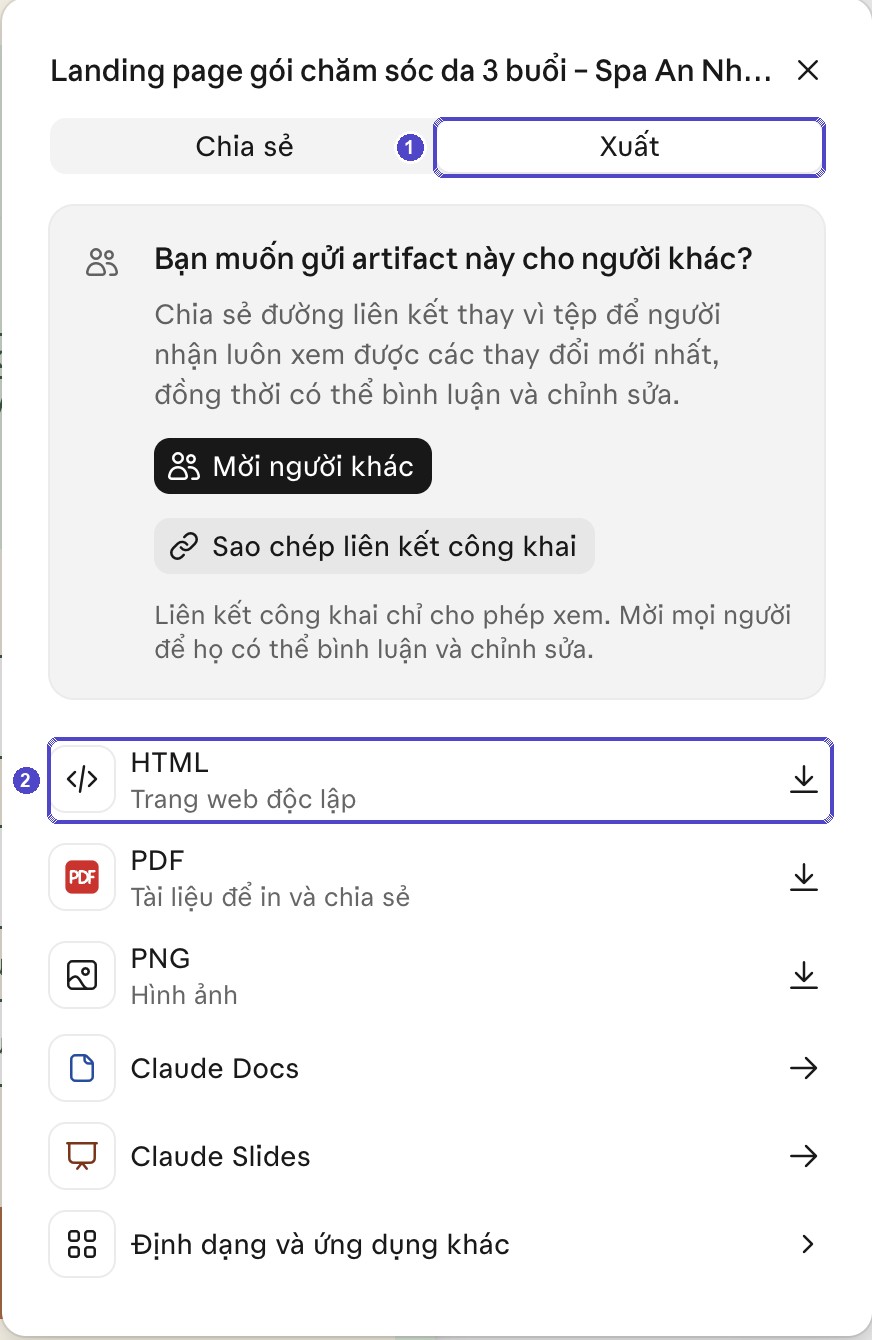 Landing page gói chăm sóc da 3 buổi – Spa An Nh...
Chia sẻ
1
Xuất
Bạn muốn gửi artifact này cho người khác?
Chia sẻ đường liên kết thay vì tệp để người
nhận luôn xem được các thay đổi mới nhất,
đồng thời có thể bình luận và chỉnh sửa.
Mời người khác
Sao chép liên kết công khai
Liên kết công khai chỉ cho phép xem. Mời mọi người
để họ có thể bình luận và chỉnh sửa.
2
HTML
Trang web độc lập
PDF
PDF
Tài liệu để in và chia sẻ
PNG
Hình ảnh
Claude Docs
Claude Slides
Định dạng và ứng dụng khác